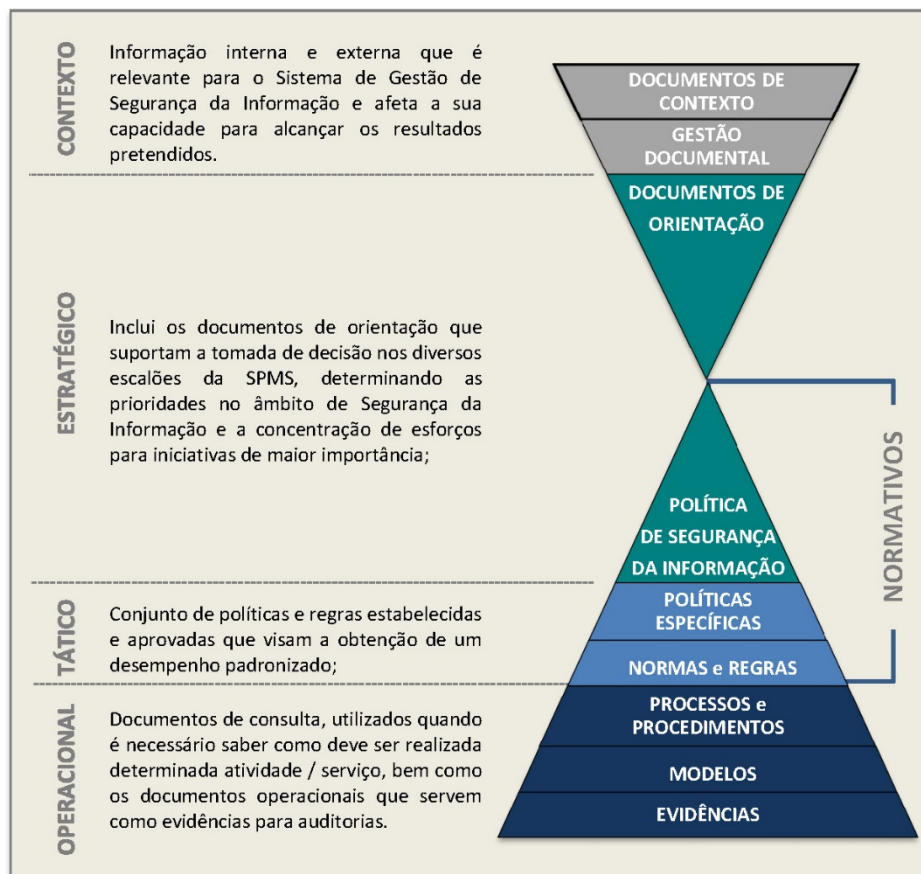 CONTEXTO
Informação interna e externa que é
relevante para o Sistema de Gestão de
Segurança da Informação e afeta a sua
capacidade para alcançar os resultados
pretendidos.
DOCUMENTOS DE
CONTEXTO
GESTÃO
DOCUMENTAL
DOCUMENTOS DE
ORIENTAÇÃO
ESTRATÉGICO
Inclui os documentos de orientação que
suportam a tomada de decisão nos diversos
escalões da SPMS, determinando as
prioridades no âmbito de Segurança da
Informação e a concentração de esforços
para iniciativas de maior importância;
POLÍTICA
DE SEGURANÇA
DA INFORMAÇÃO
NORMATIVOS
TÁTICO
Conjunto de políticas e regras estabelecidas
e aprovadas que visam a obtenção de um
desempenho padronizado;
POLÍTICAS
ESPECÍFICAS
NORMAS e REGRAS
OPERACIONAL
Documentos de consulta, utilizados quando
é necessário saber como deve ser realizada
determinada atividade / serviço, bem como
os documentos operacionais que servem
como evidências para auditorias.
PROCESSOS e
PROCEDIMENTOS
MODELOS
EVIDÊNCIAS